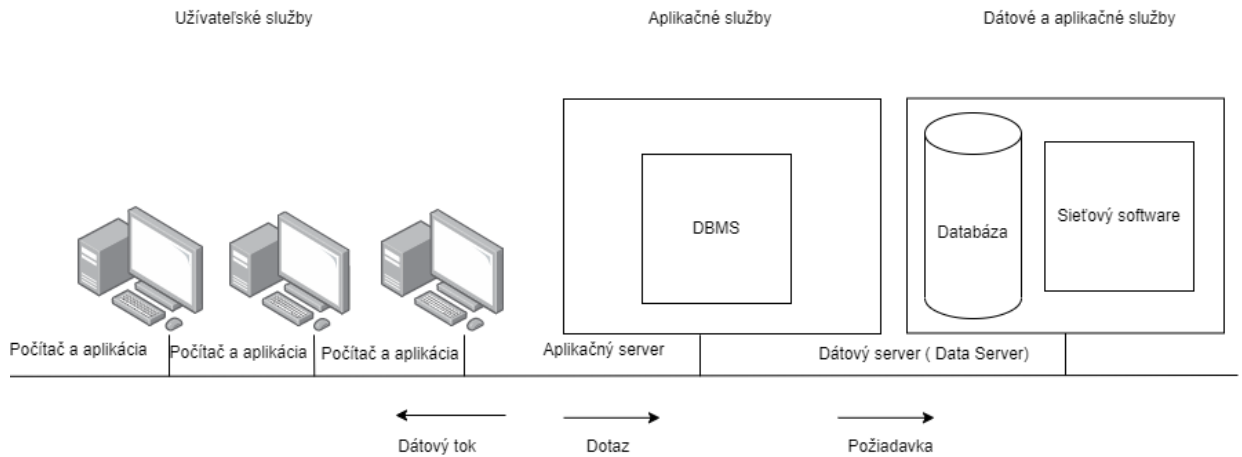 Užívateľské služby
Aplikačné služby
Dátové a aplikačné služby
DBMS
Databáza
Sieťový software
Počítač a aplikácia
Počítač a aplikácia
Počítač a aplikácia
Aplikačný server
Dátový server ( Data Server)
Dátový tok
Dotaz
Požiadavka